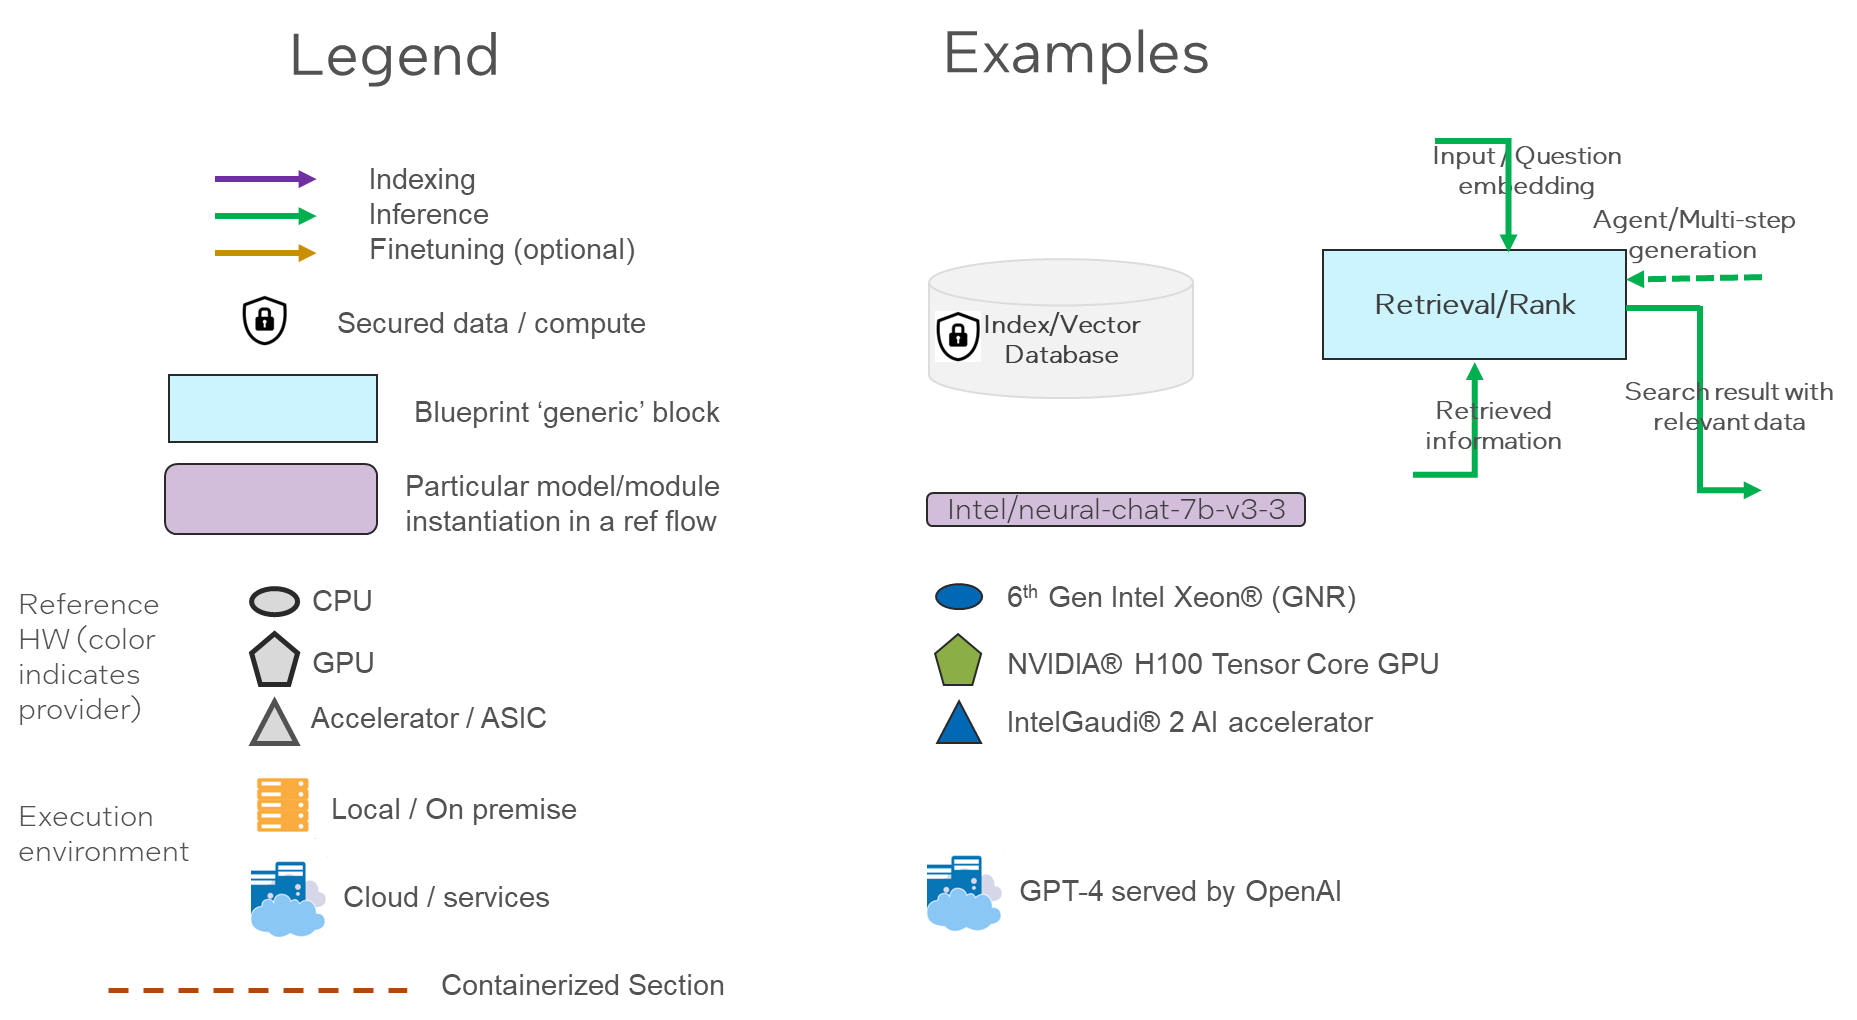 Legend
Indexing
Inference
Finetuning (optional)
Secured data / compute
Blueprint ‘generic’ block
Particular model/module
instantiation in a ref flow
Reference
HW (color
indicates
provider)
CPU
GPU
Accelerator / ASIC
Execution
environment
Local / On premise
Cloud / services
Containerized Section
Examples
Input / Question
embedding
Agent/Multi-step
generation
Index/Vector
Database
Retrieval/Rank
Retrieved
information
Search result with
relevant data
Intel/neural-chat-7b-v3-3
6th Gen Intel Xeon® (GNR)
NVIDIA® H100 Tensor Core GPU
IntelGaudi® 2 AI accelerator
GPT-4 served by OpenAI